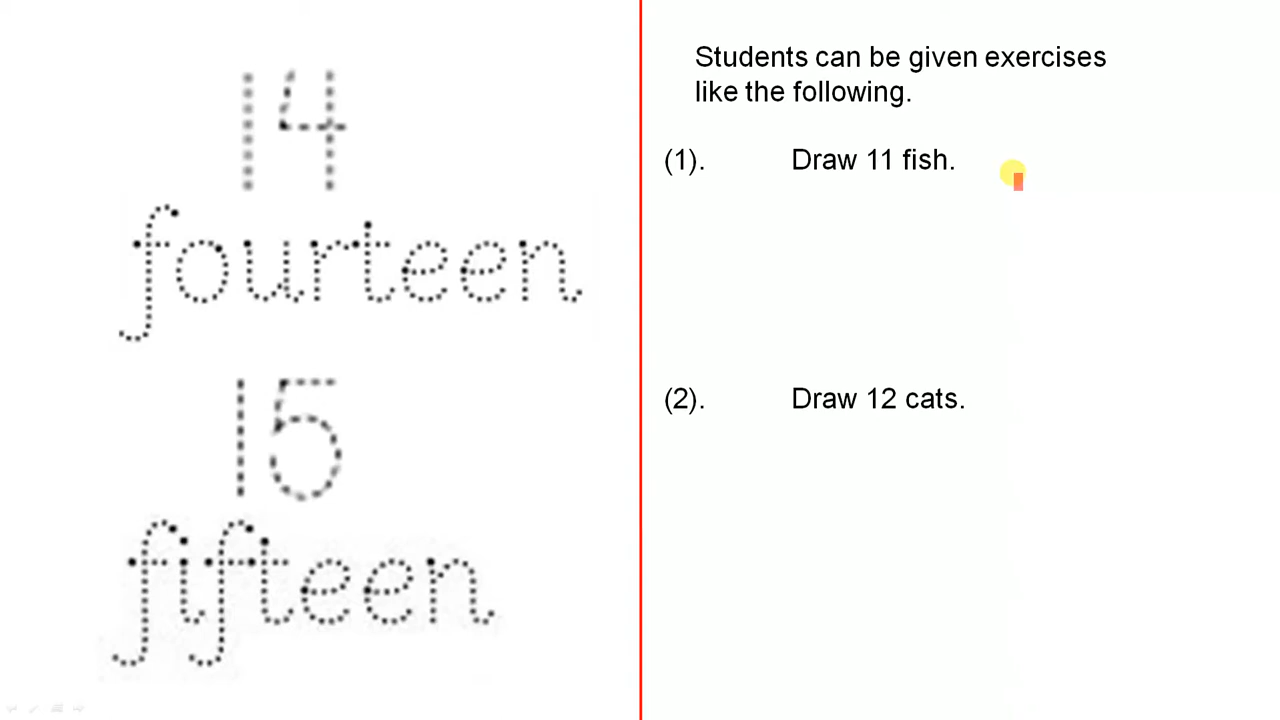 14
fourteen
15
fifteen
Students can be given exercises
like the following.
(1). Draw 11 fish.
(2). Draw 12 cats.